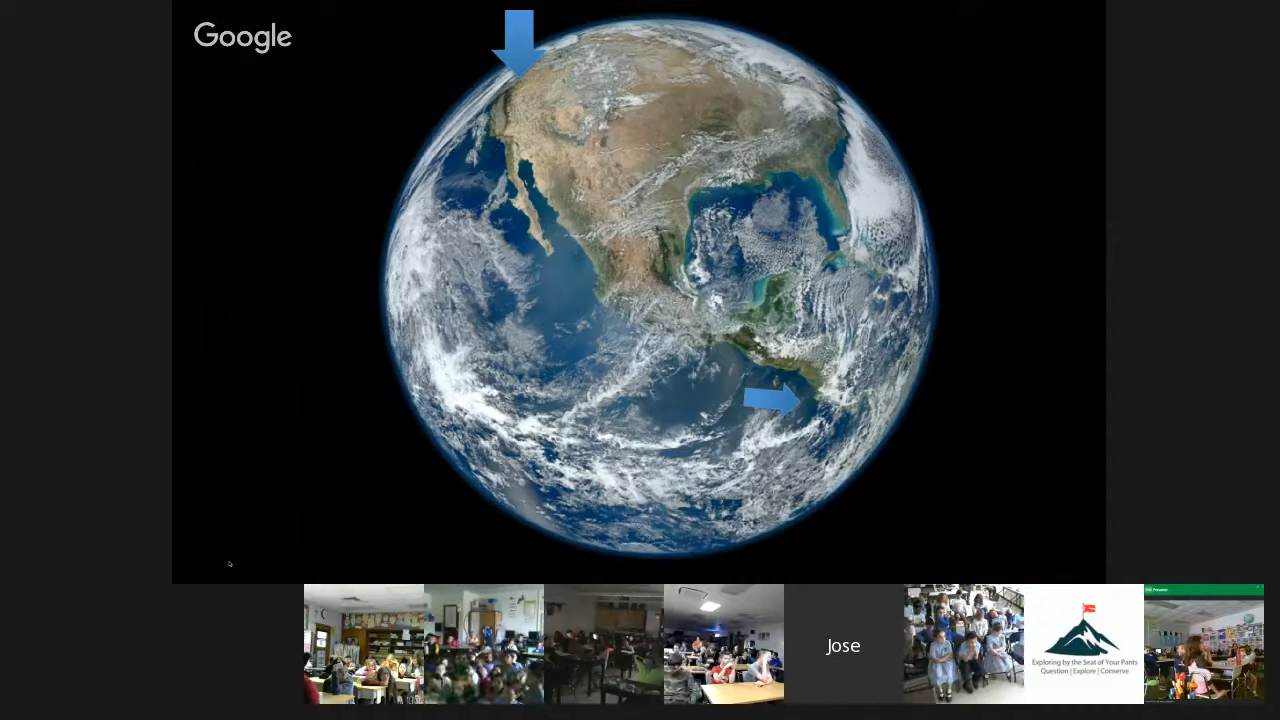 Google
Jose
Exploring by the Seat of Your Pants
Question | Explore | Conserve